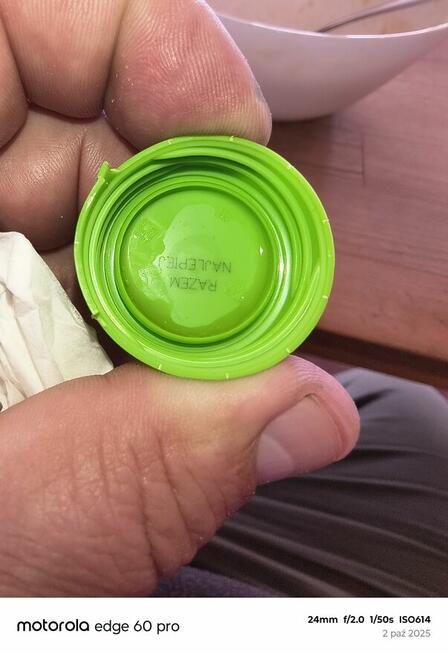 RAZEM
NAJLEPIEJ
motorola edge 60 pro
24mm f/2.0 1/50s ISO614
2 paź 2025